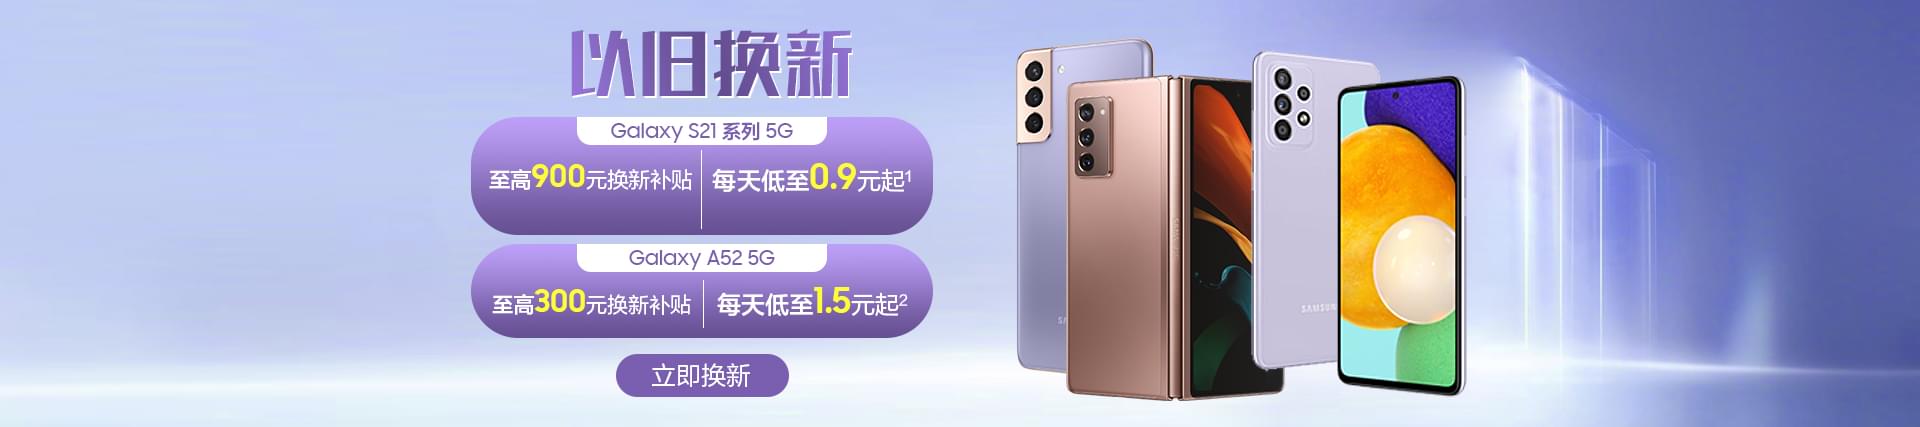 以旧换新
Galaxy S21 系列 5G
至高900元换新补贴
每天低至0.9元起1
Galaxy A52 5G
至高300元换新补贴
每天低至1.5元起2
立即换新
SAMSUN